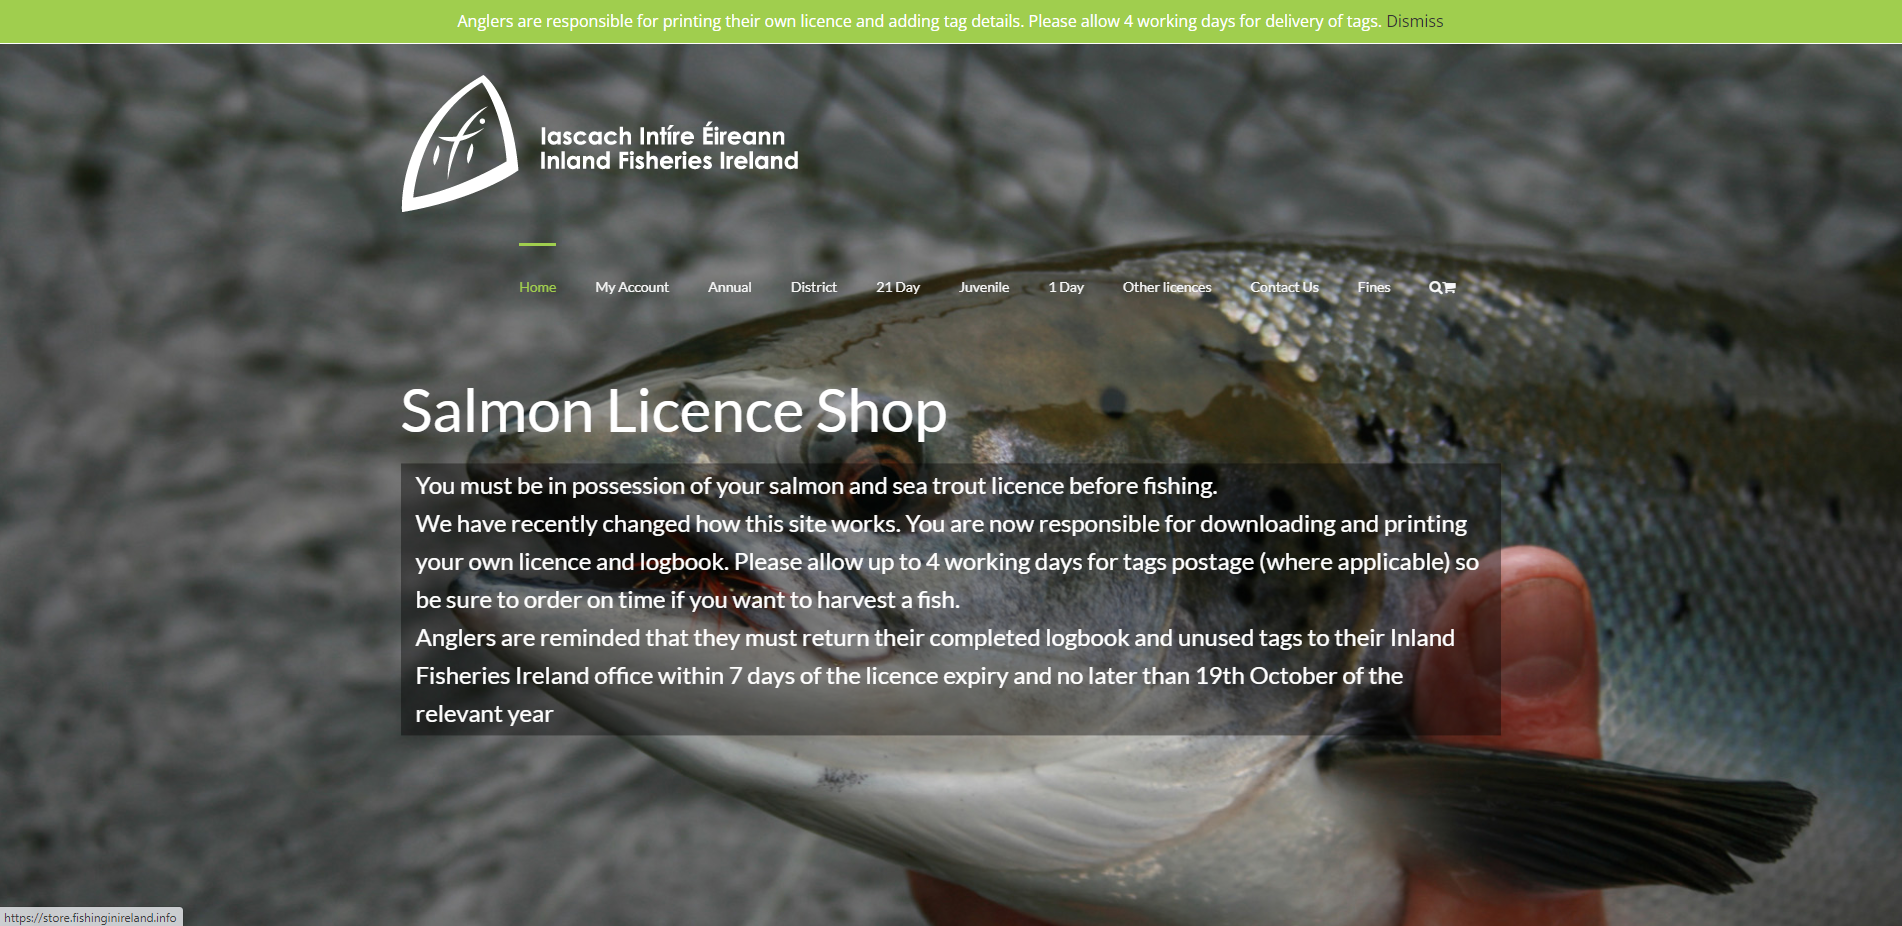 Anglers are responsible for printing their own licence and adding tag details. Please allow 4 working days for delivery of tags. Dismiss
Iascach Intíre Éireann
Inland Fisheries Ireland
Home My Account Annual District 21 Day Juvenile 1 Day Other licences Contact Us Fines
Salmon Licence Shop
You must be in possession of your salmon and sea trout licence before fishing.
We have recently changed how this site works. You are now responsible for downloading and printing
your own licence and logbook. Please allow up to 4 working days for tags postage (where applicable) so
be sure to order on time if you want to harvest a fish.
Anglers are reminded that they must return their completed logbook and unused tags to their Inland
Fisheries Ireland office within 7 days of the licence expiry and no later than 19th October of the
relevant year
https://store.fishinginireland.info